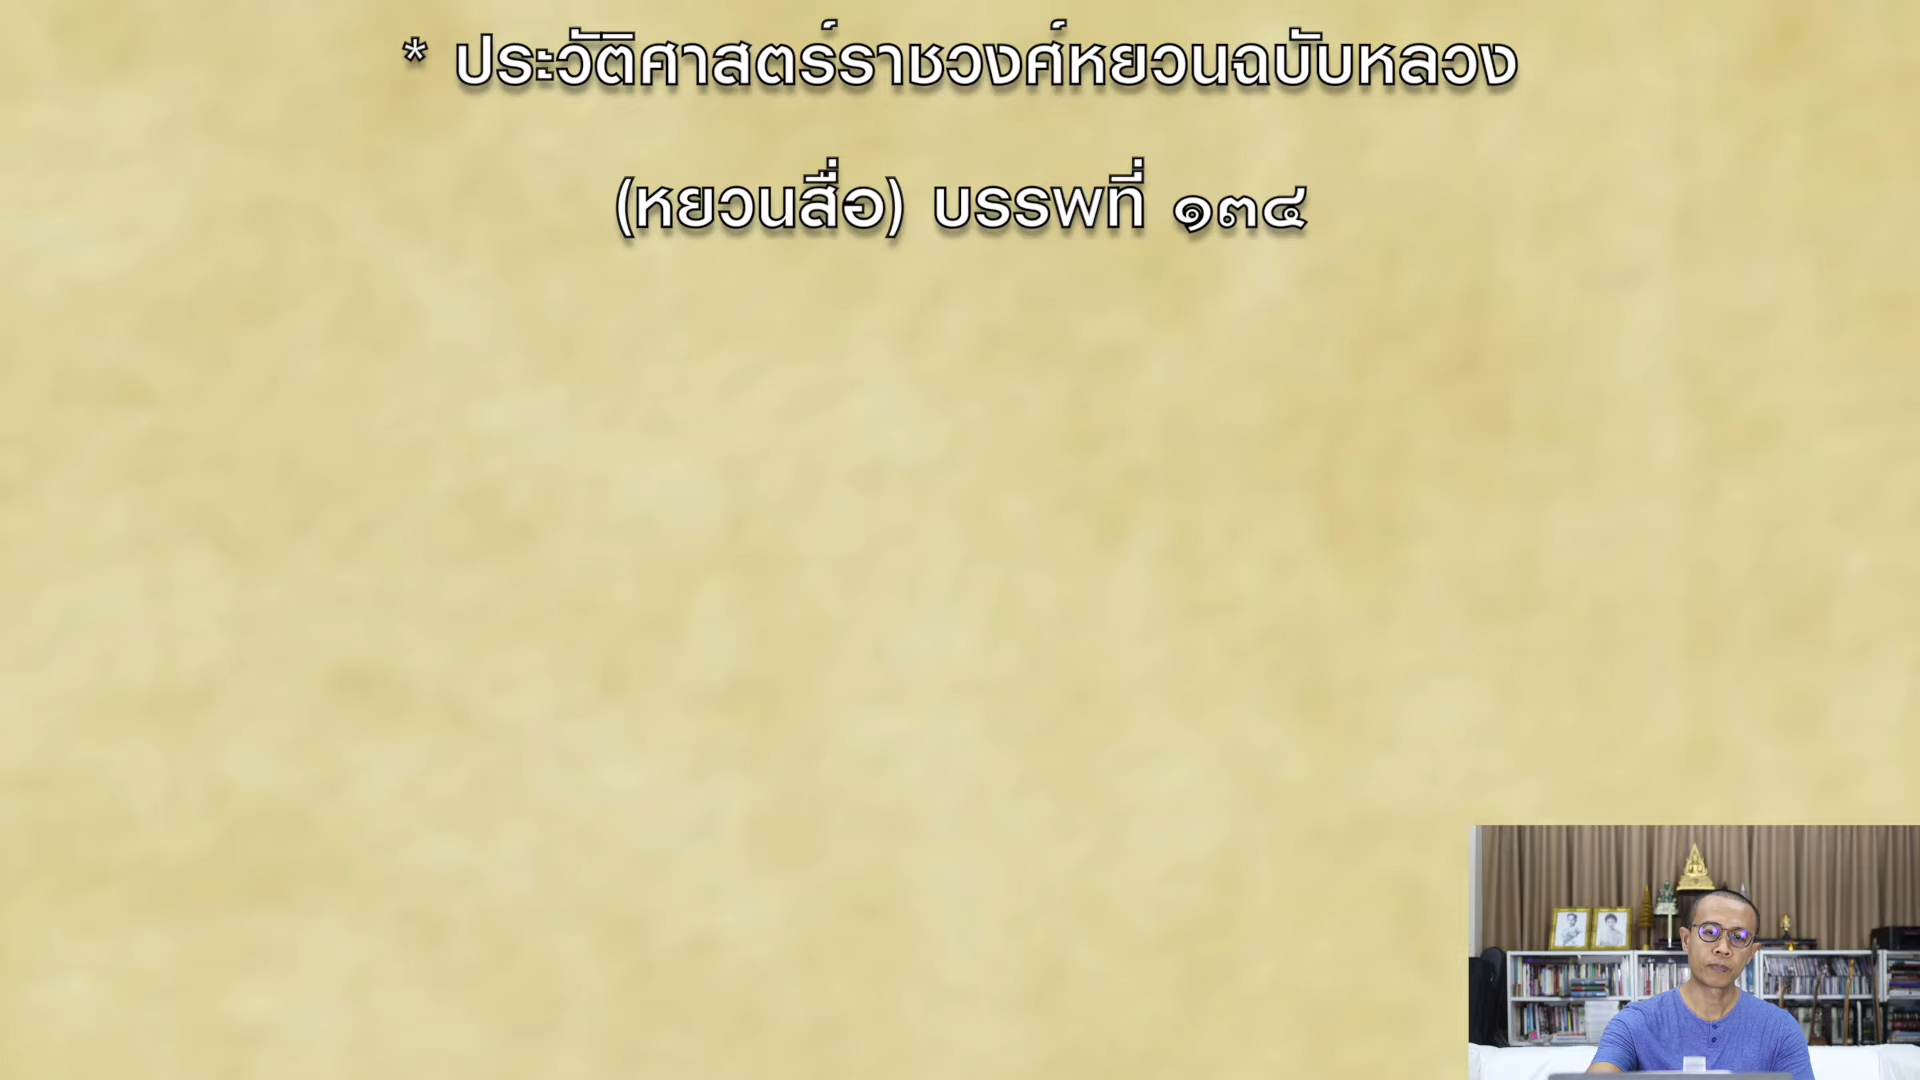 * ประวัติศาสตร์ราชวงศ์หยวนฉบับหลวง
(หยวนสื่อ) บรรพที่ ๑๓๔